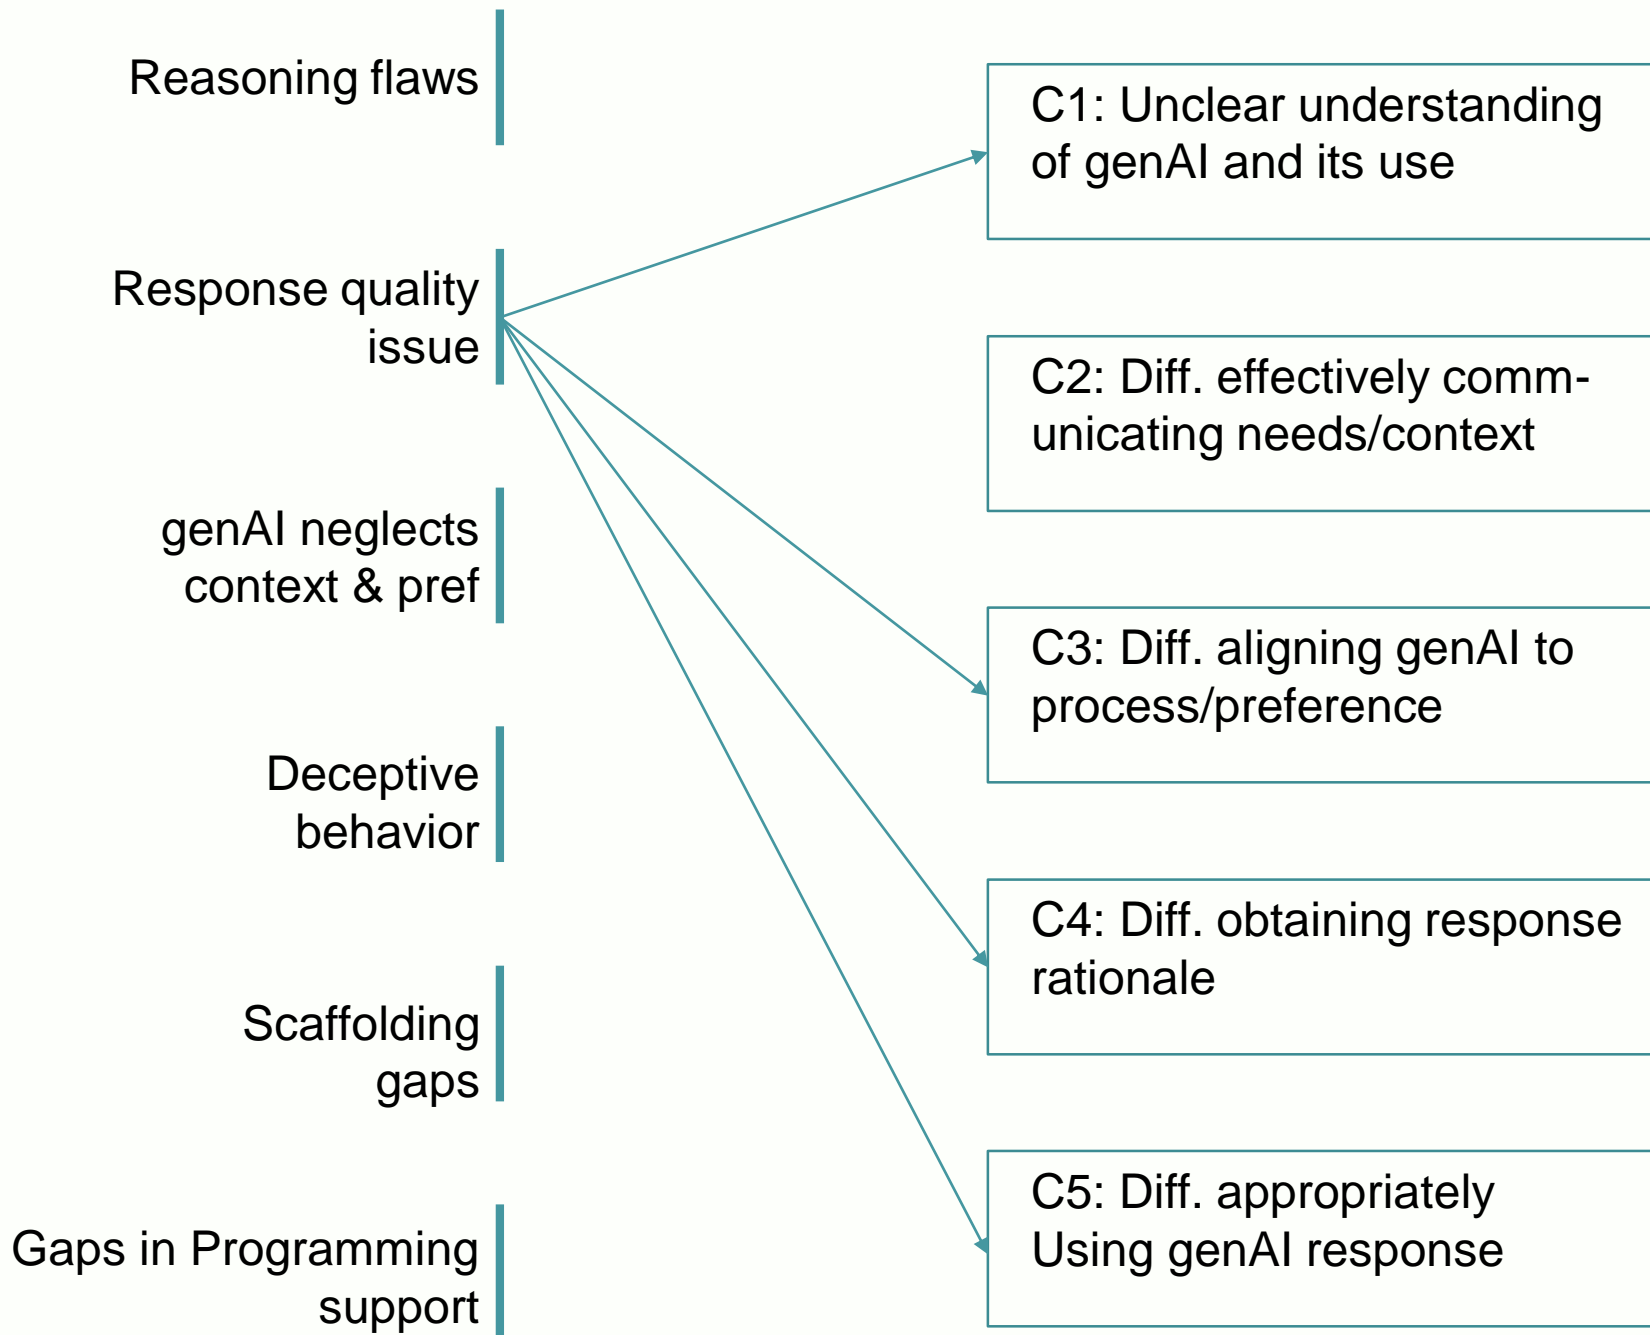 Reasoning flaws
Response quality
issue
genAI neglects
context & pref
Deceptive
behavior
Scaffolding
gaps
Gaps in Programming
support
C1: Unclear understanding
of genAI and its use
C2: Diff. effectively comm-
unicating needs/context
C3: Diff. aligning genAI to
process/preference
C4: Diff. obtaining response
rationale
C5: Diff. appropriately
Using genAI response